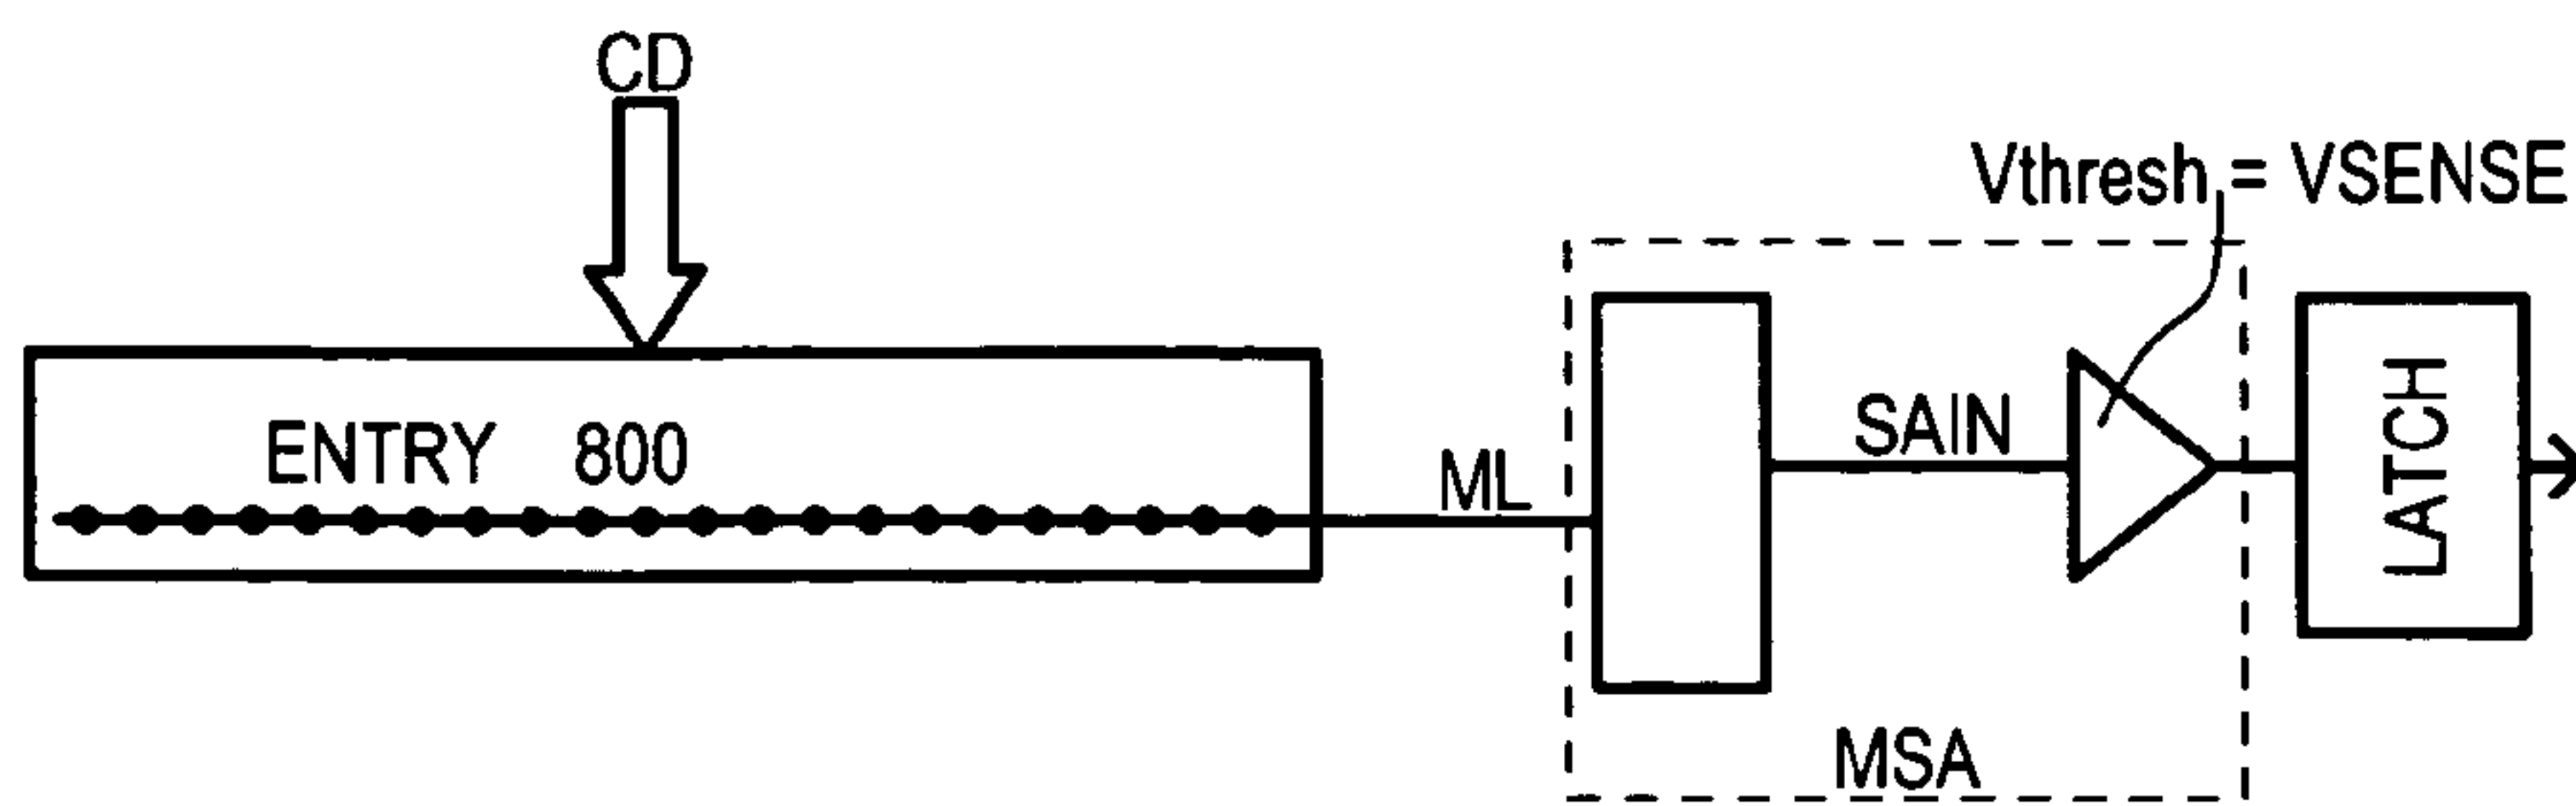 CD
Vthresh = VSENSE
ENTRY 800
ML
SAIN
LATCH
MSA